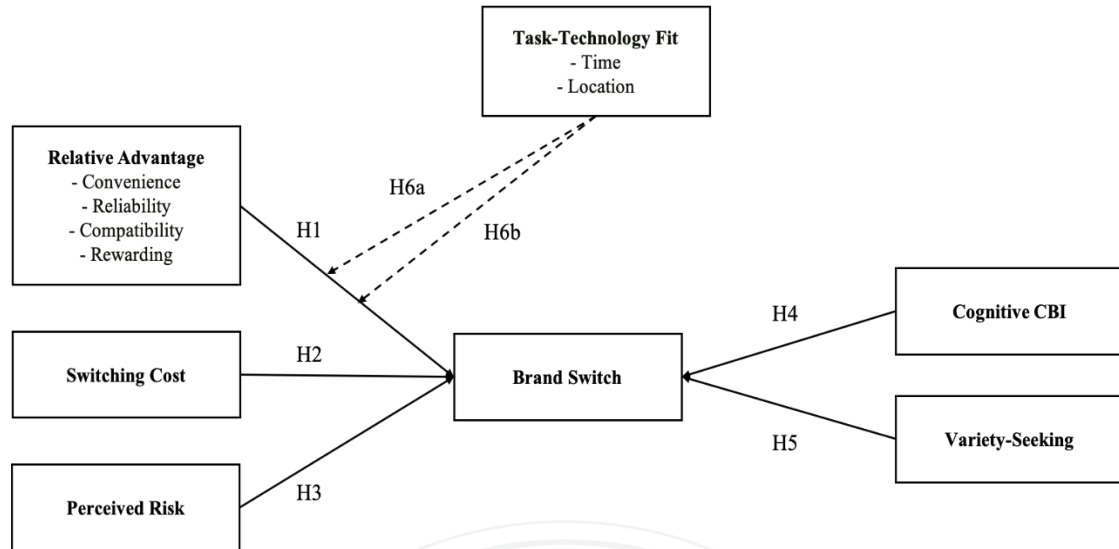 Task-Technology Fit
- Time
- Location
Relative Advantage
- Convenience
- Reliability
- Compatibility
- Rewarding
H6a
H6b
H1
Cognitive CBI
H4
Switching Cost
H2
Brand Switch
Variety-Seeking
H5
Perceived Risk
H3